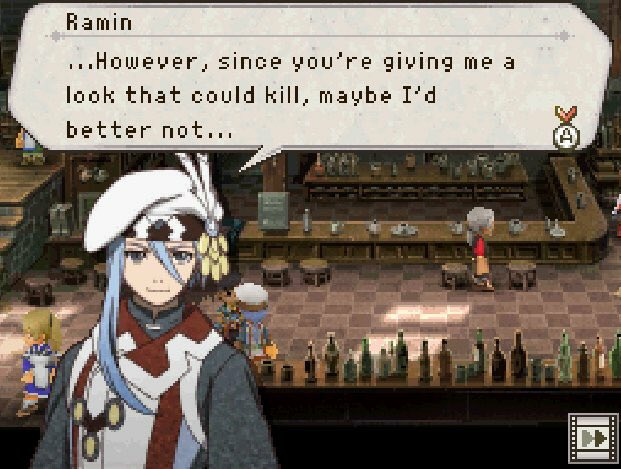 Ramin
...However, since you're giving me a
look that could kill, maybe I'd
better not...
A